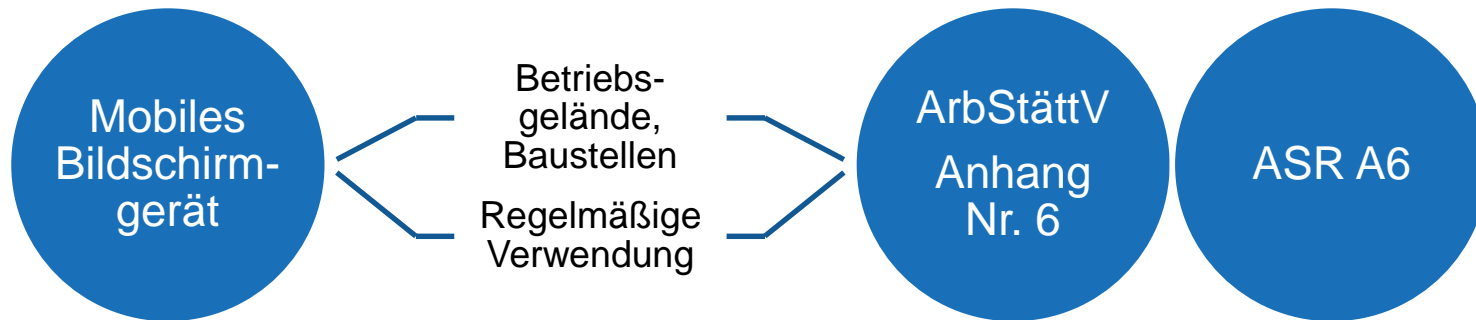 Mobiles
Bildschirm-
gerät
Betriebs-
gelände,
Baustellen
Regelmäßige
Verwendung
ArbStättV
Anhang
Nr. 6
ASR A6